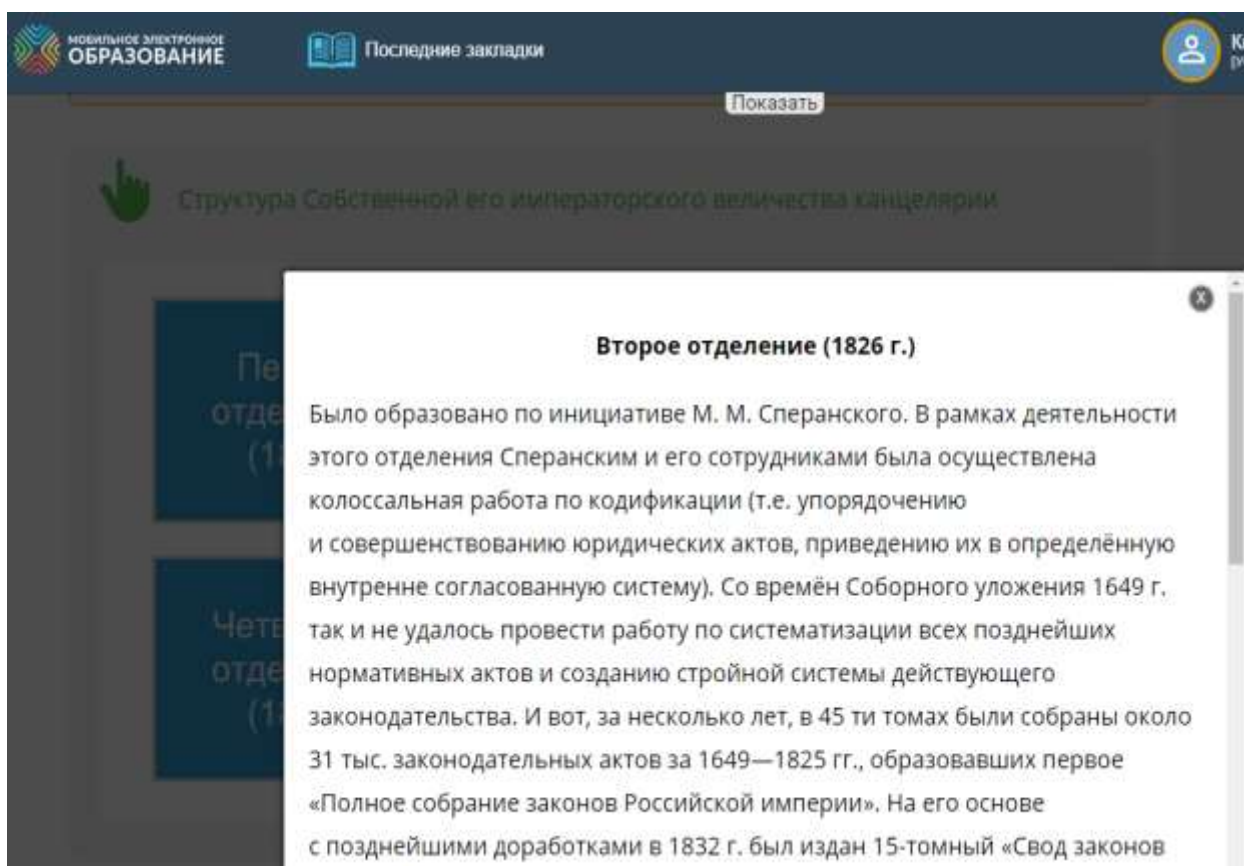 МОБИЛЬНОЕ ЭЛЕКТРОННОЕ
ОБРАЗОВАНИЕ
Последние закладки
Показать
Структура Собственной его императорского величества канцелярии
Второе отделение (1826 г.)
Было образовано по инициативе М. М. Сперанского. В рамках деятельности
этого отделения Сперанским и его сотрудниками была осуществлена
колоссальная работа по кодификации (т.е. упорядочению
и совершенствованию юридических актов, приведению их в определённую
внутренне согласованную систему). Со времён Соборного уложения 1649 г.
так и не удалось провести работу по систематизации всех позднейших
нормативных актов и созданию стройной системы действующего
законодательства. И вот, за несколько лет, в 45 ти томах были собраны около
31 тыс. законодательных актов за 1649—1825 гг., образовавших первое
«Полное собрание законов Российской империи». На его основе
с позднейшими доработками в 1832 г. был издан 15-томный «Свод законов